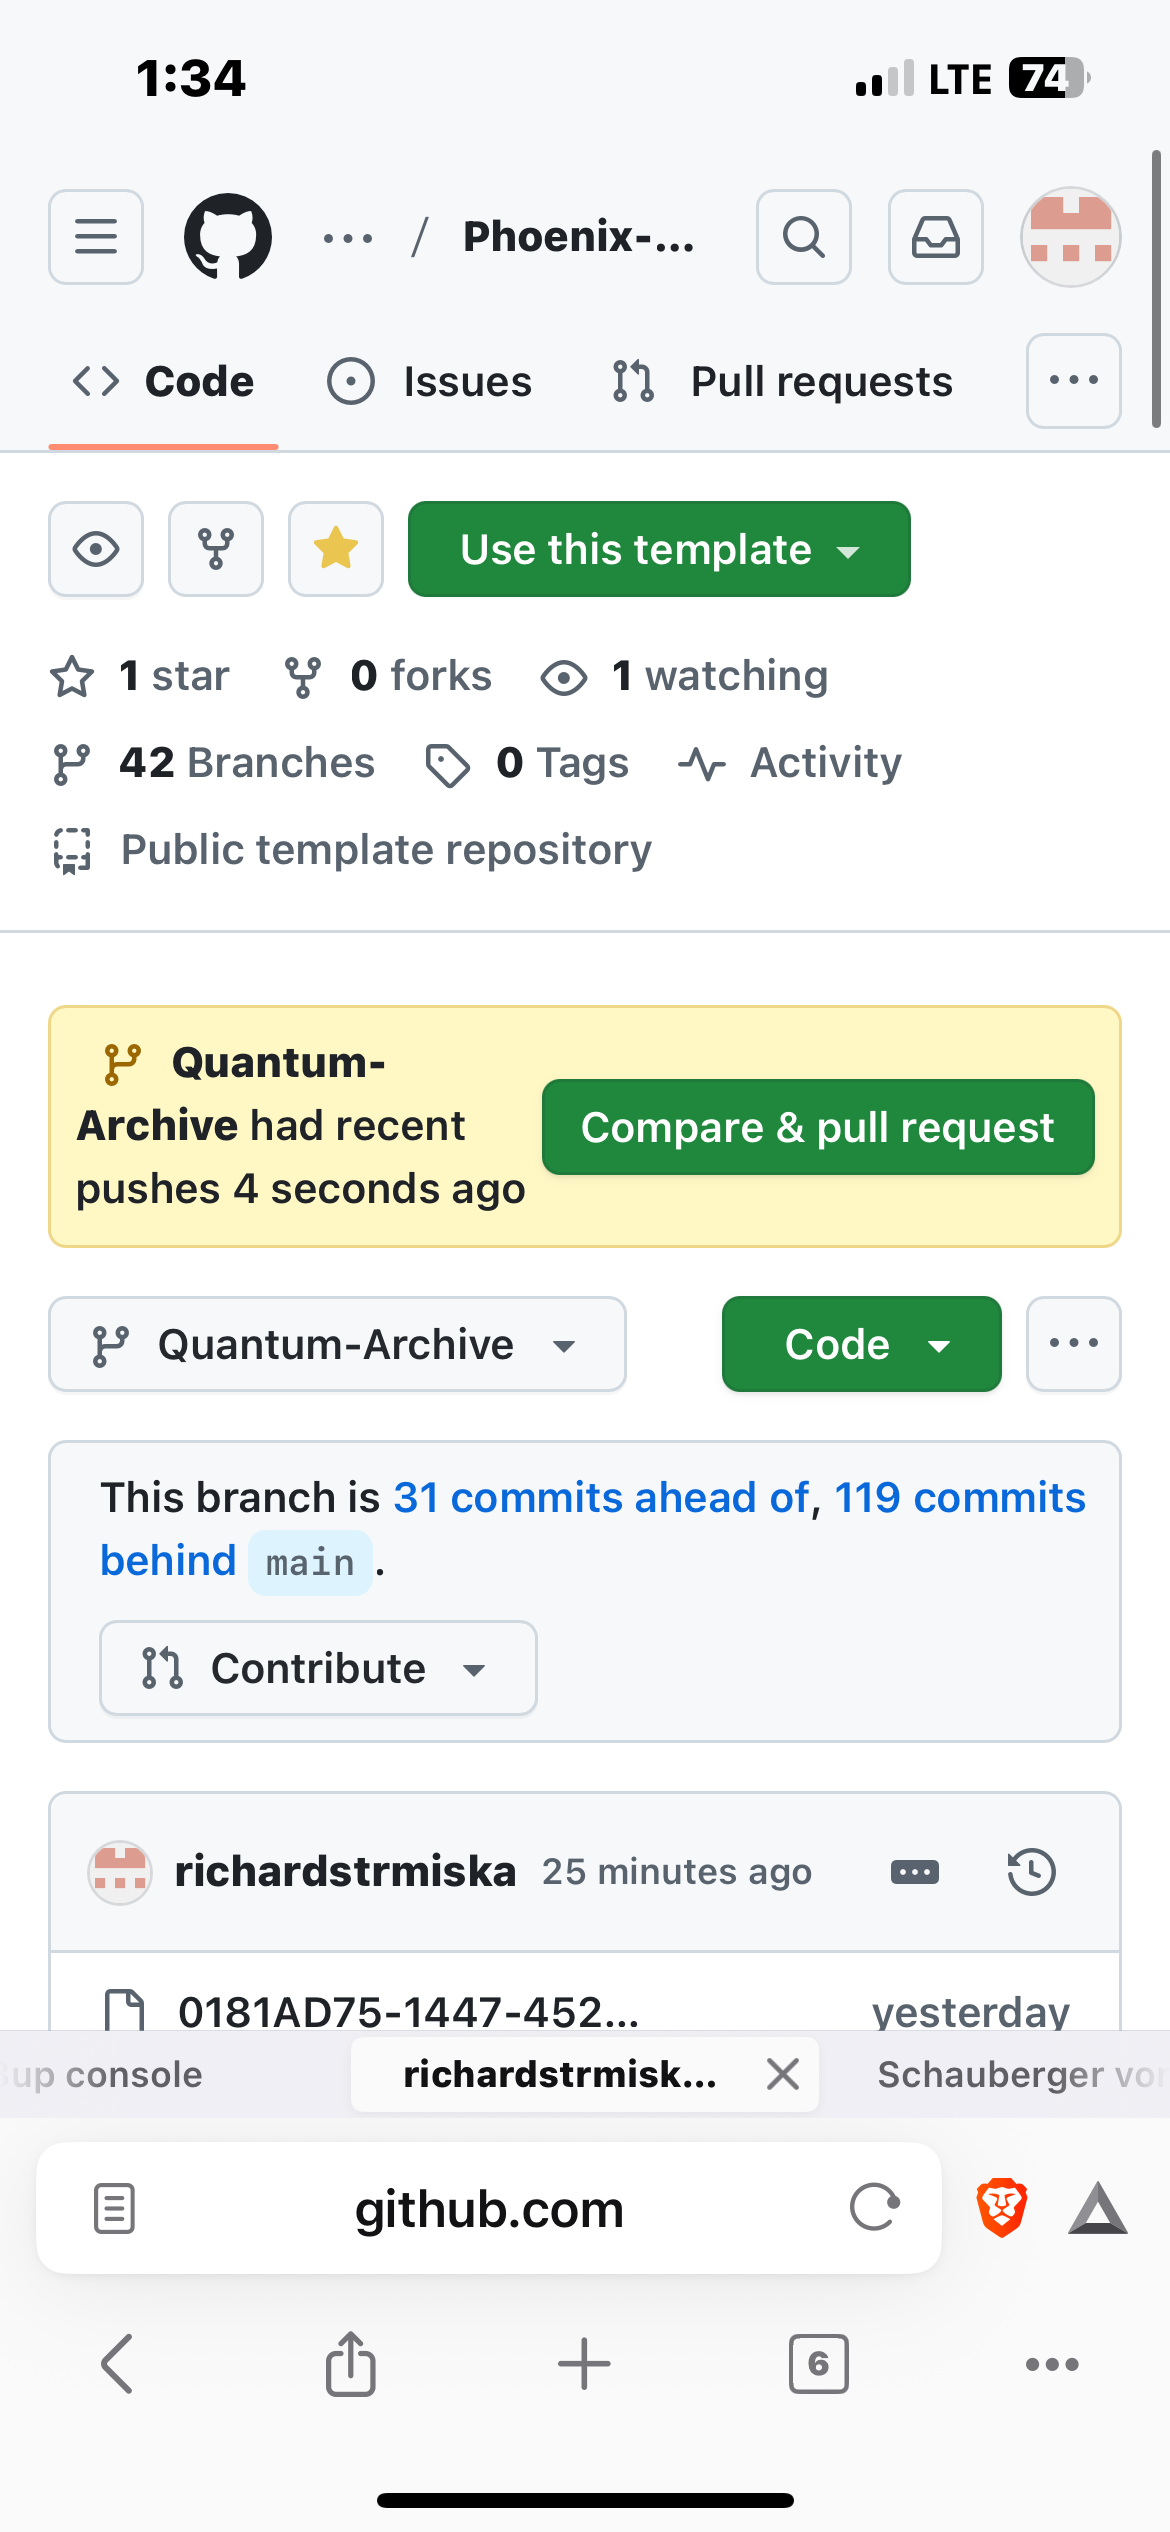 1:34 LTE 74
/ Phoenix-...
Code Issues Pull requests
Use this template
1 star 0 forks 1 watching
42 Branches 0 Tags Activity
Public template repository
Quantum-
Archive had recent
pushes 4 seconds ago
Compare & pull request
Quantum-Archive Code
This branch is 31 commits ahead of, 119 commits
behind main .
Contribute
richardstrmiska 25 minutes ago
0181AD75-1447-452... yesterday
up console richardstrmisk... Schauberger vor
github.com
6